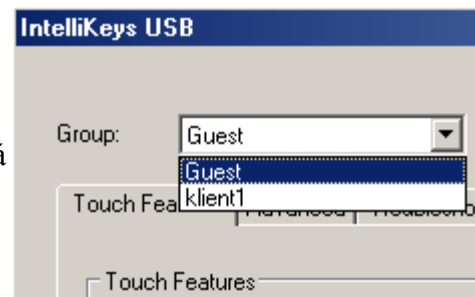 IntelliKeys USB
á
Group: Guest
Guest
klient1
Touch Fea
Touch Features